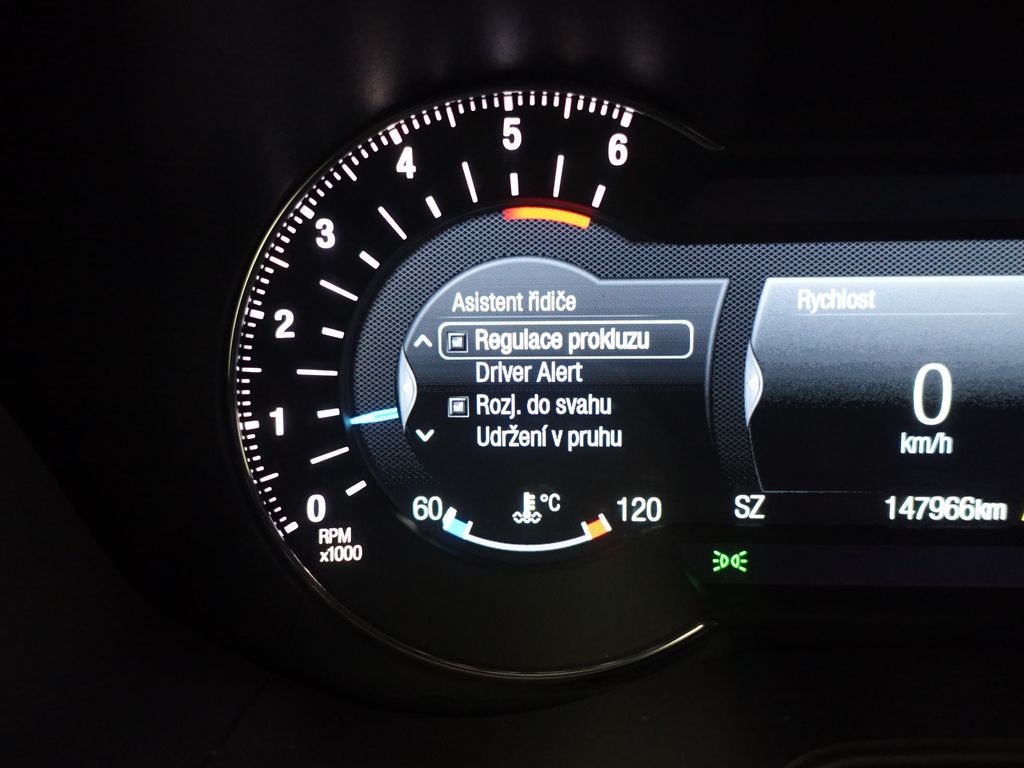 6
5
4
3
2
1
0
RPM
x1000
Asistent řidiče
Regulace prokluzu
Driver Alert
Rozj. do svahu
Udržení v pruhu
60
°C
120
Rychlost
0
km/h
SZ
147966km